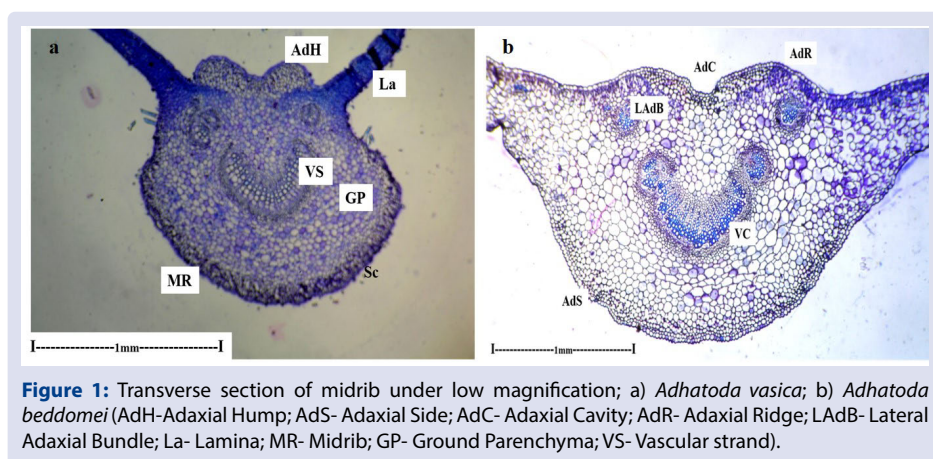 a
AdH
La
VS
GP
Sc
MR
I----------------1mm----------------I
b
AdC
AdR
LAdB
VC
AdS
I------------1mm------------I
Figure 1: Transverse section of midrib under low magnification; a) Adhatoda vasica; b) Adhatoda
beddomei (AdH-Adaxial Hump; AdS- Adaxial Side; AdC- Adaxial Cavity; AdR- Adaxial Ridge; LAdB- Lateral
Adaxial Bundle; La- Lamina; MR- Midrib; GP- Ground Parenchyma; VS- Vascular strand).